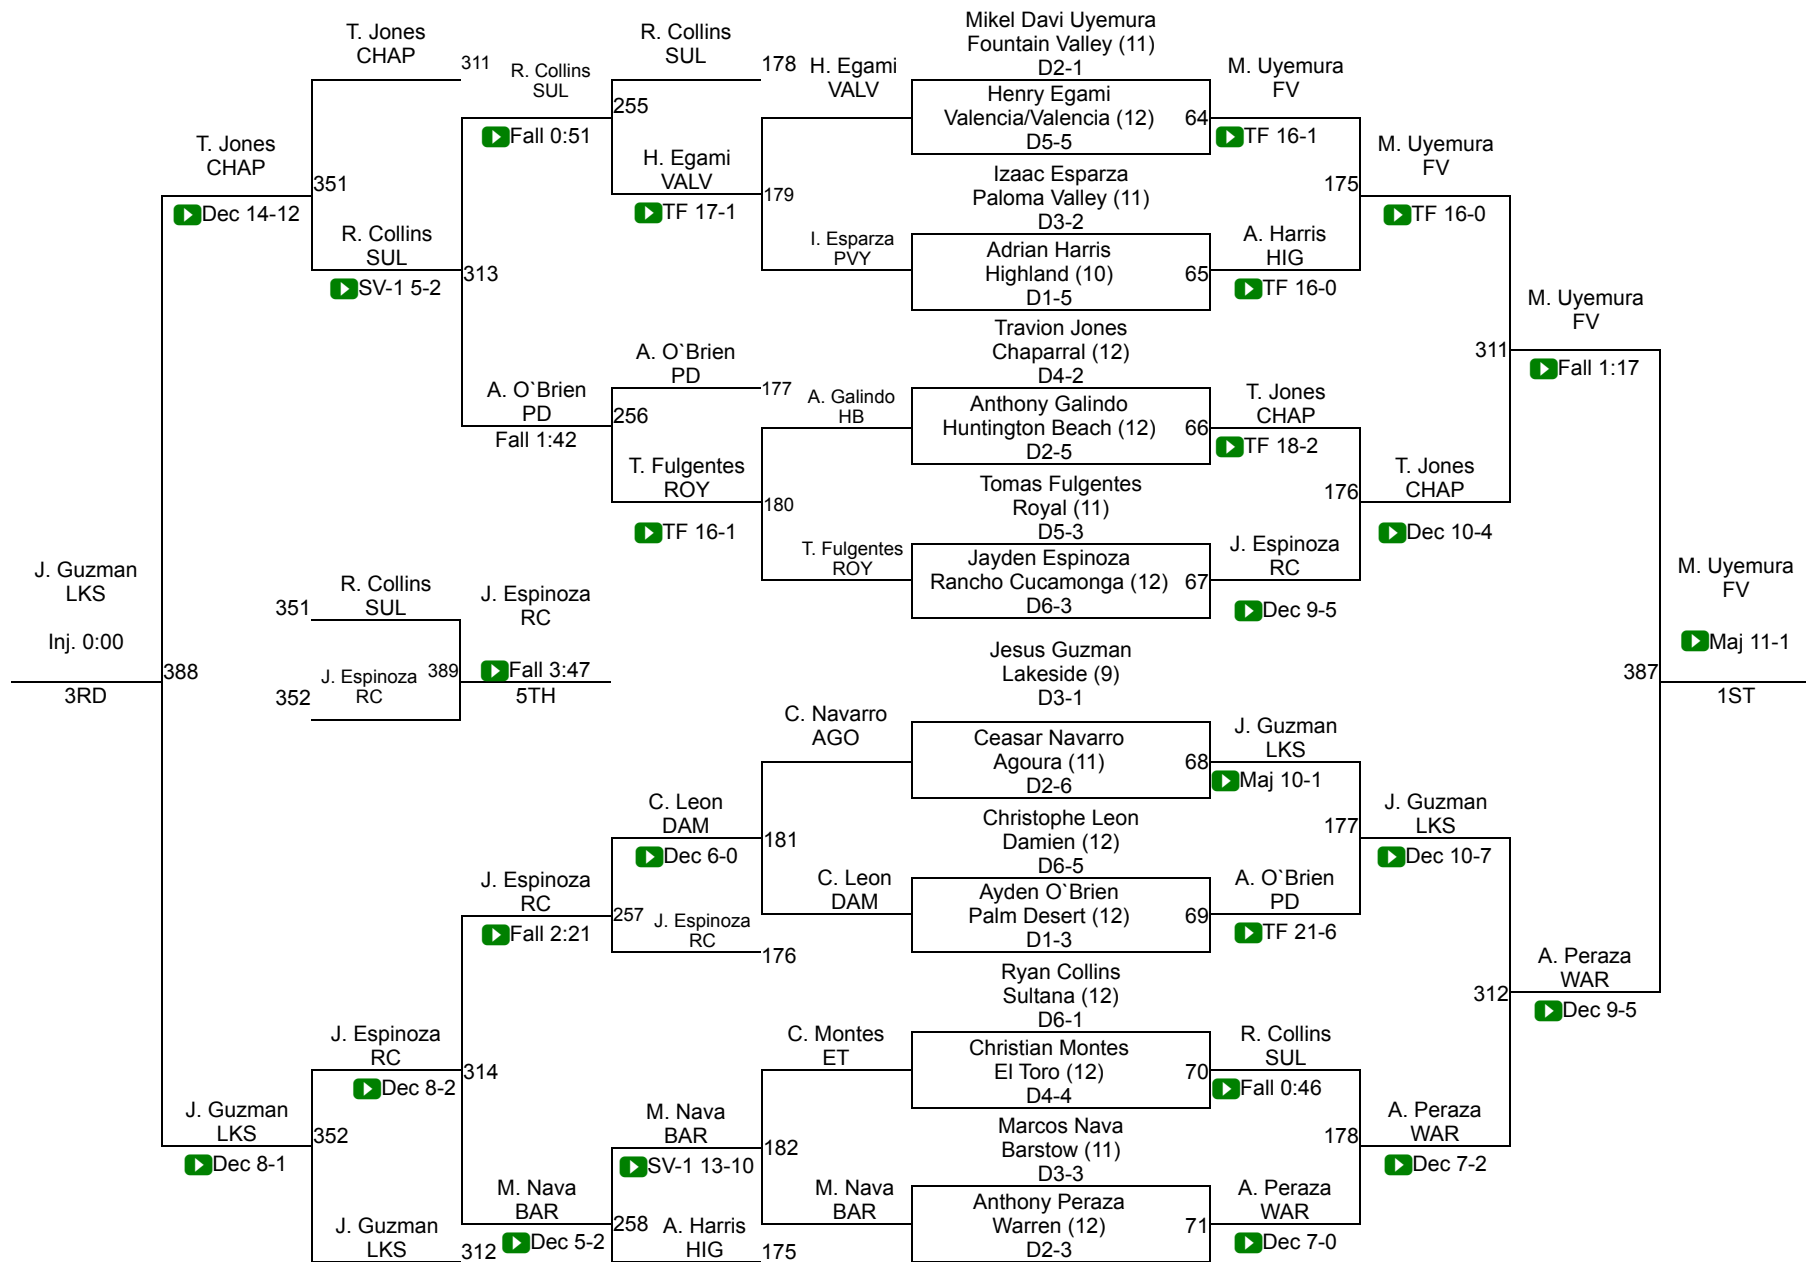 T. Jones
CHAP
311
R. Collins
SUL
R. Collins
SUL
178
H. Egami
VALV
Mikel Davi Uyemura
Fountain Valley (11)
D2-1
M. Uyemura
FV
255
Henry Egami
Valencia/Valencia (12)
D5-5
64
T. Jones
CHAP
Fall 0:51
H. Egami
VALV
TF 16-1
M. Uyemura
FV
351
179
Izaac Esparza
Paloma Valley (11)
D3-2
175
Dec 14-12
TF 17-1
TF 16-0
R. Collins
SUL
I. Esparza
PVY
Adrian Harris
Highland (10)
D1-5
A. Harris
HIG
313
65
SV-1 5-2
TF 16-0
M. Uyemura
FV
Travion Jones
Chaparral (12)
D4-2
A. O`Brien
PD
311
Fall 1:17
A. O`Brien
PD
177
A. Galindo
HB
Anthony Galindo
Huntington Beach (12)
D2-5
T. Jones
CHAP
256
66
Fall 1:42
TF 18-2
T. Fulgentes
ROY
T. Jones
CHAP
180
Tomas Fulgentes
Royal (11)
D5-3
176
TF 16-1
Dec 10-4
T. Fulgentes
ROY
Jayden Espinoza
Rancho Cucamonga (12)
D6-3
J. Espinoza
RC
67
J. Guzman
LKS
351
R. Collins
SUL
J. Espinoza
RC
Dec 9-5
M. Uyemura
FV
Inj. 0:00
Maj 11-1
388
352
J. Espinoza
RC
389
Fall 3:47
Jesus Guzman
Lakeside (9)
D3-1
387
3RD
5TH
1ST
C. Navarro
AGO
Ceasar Navarro
Agoura (11)
D2-6
J. Guzman
LKS
68
Maj 10-1
C. Leon
DAM
J. Guzman
LKS
181
Christophe Leon
Damien (12)
D6-5
177
Dec 6-0
Dec 10-7
J. Espinoza
RC
C. Leon
DAM
Ayden O`Brien
Palm Desert (12)
D1-3
A. O`Brien
PD
257
J. Espinoza
RC
69
Fall 2:21
TF 21-6
176
A. Peraza
WAR
Ryan Collins
Sultana (12)
D6-1
312
Dec 9-5
J. Espinoza
RC
C. Montes
ET
Christian Montes
El Toro (12)
D4-4
R. Collins
SUL
314
70
Dec 8-2
Fall 0:46
J. Guzman
LKS
M. Nava
BAR
A. Peraza
WAR
352
182
Marcos Nava
Barstow (11)
D3-3
178
Dec 8-1
SV-1 13-10
Dec 7-2
M. Nava
BAR
M. Nava
BAR
Anthony Peraza
Warren (12)
D2-3
A. Peraza
WAR
J. Guzman
LKS
258
A. Harris
HIG
71
312
Dec 5-2
175
Dec 7-0